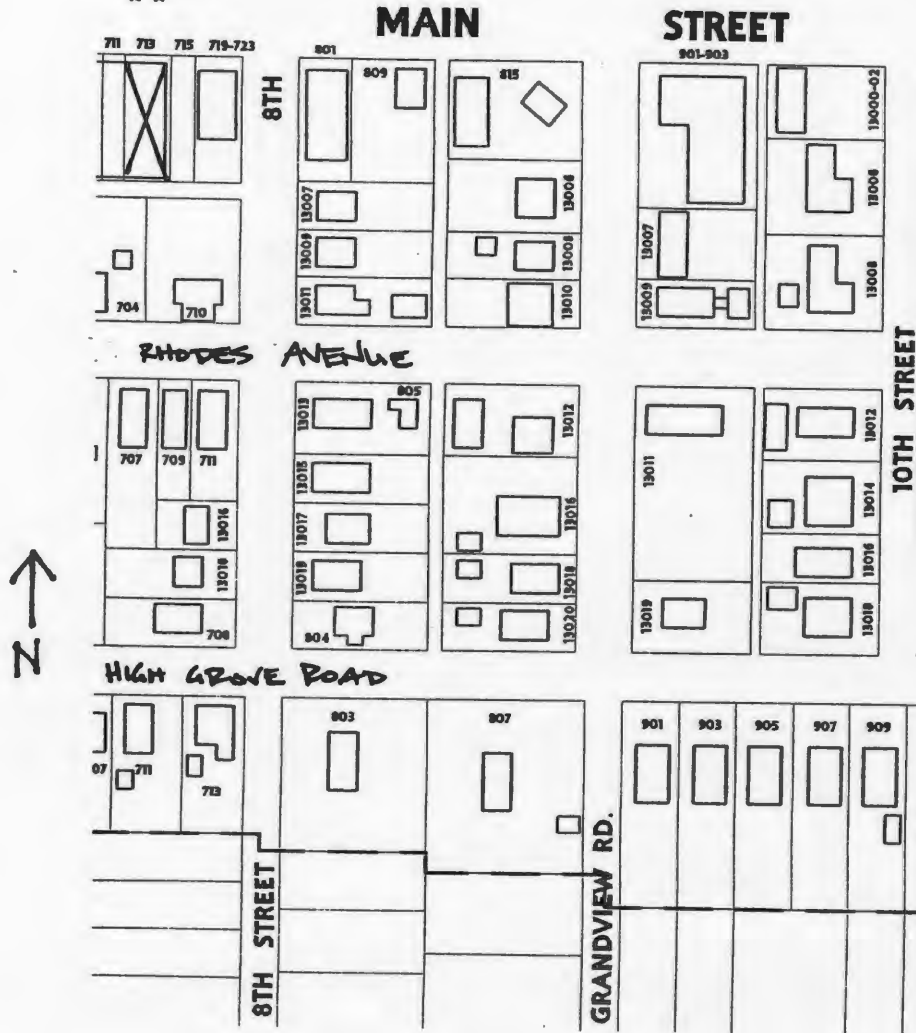 MAIN STREET
711 713 715 719-723 801 901-903
8TH
809 815 13000-02
13007 13006 13006
13009 13008 13007
13011 13010 13009 13008
704 710
RHODES AVENUE
10TH STREET
13013 805 13012 13012
707 709 711 13011
13015 13014
13016 13017 13016 13016
13018 13019 13018 13018
708 804 13020 13019
N
HIGH GROVE ROAD
803 807 901 903 905 907 909
07 711
713
8TH STREET
GRANDVIEW RD.